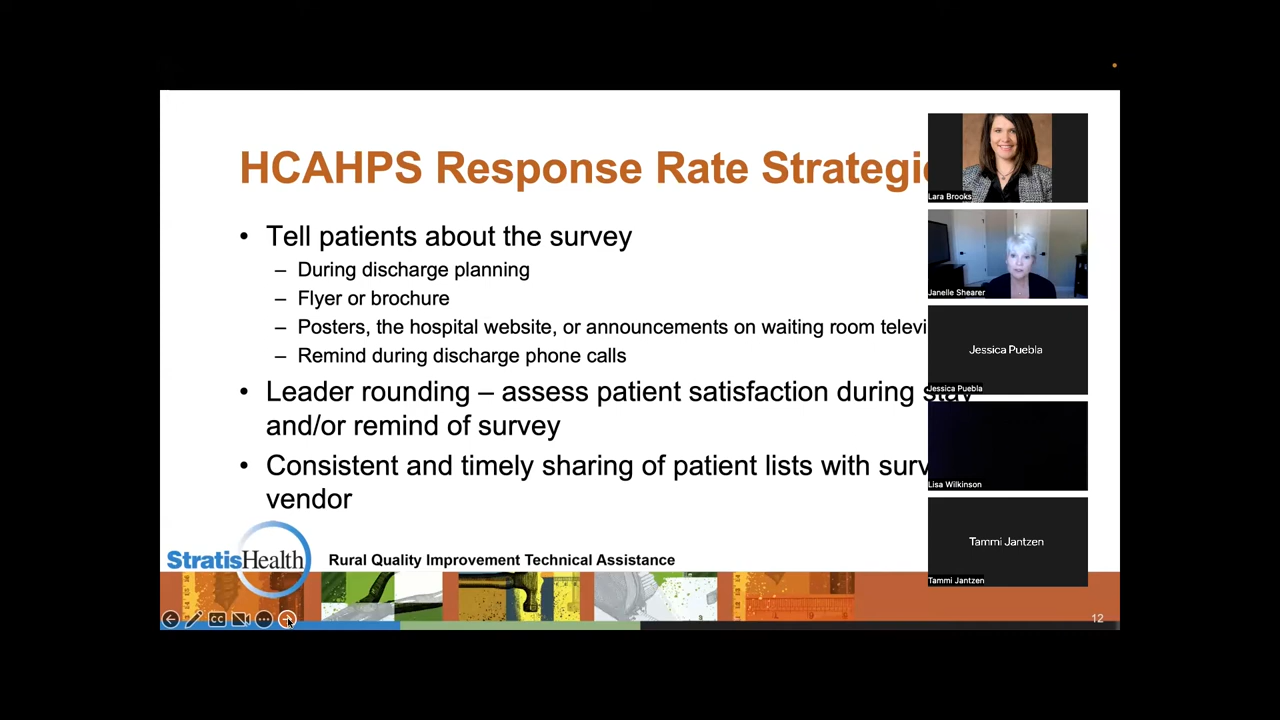 HCAHPS Response Rate Strategi
• Tell patients about the survey
– During discharge planning
– Flyer or brochure
– Posters, the hospital website, or announcements on waiting room televi
– Remind during discharge phone calls
• Leader rounding – assess patient satisfaction during stay
and/or remind of survey
• Consistent and timely sharing of patient lists with surv
vendor
StratisHealth
Rural Quality Improvement Technical Assistance
CC
12
Lara Brooks
Janelle Shearer
Jessica Puebla
Jessica Puebla
Lisa Wilkinson
Tammi Jantzen
Tammi Jantzen